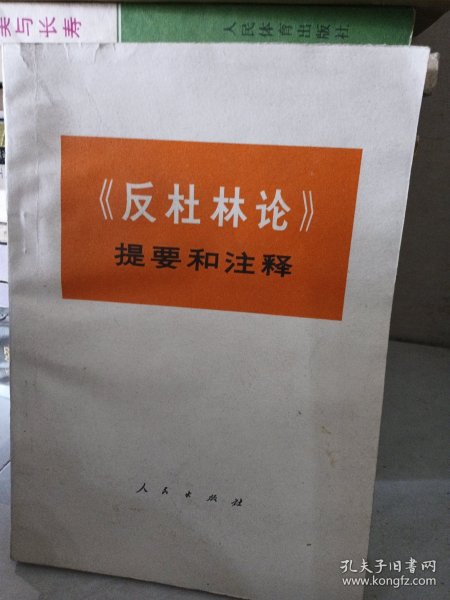 与长寿
人民体育出版社
《反杜林论》
提要和注释
人民出版社
孔夫子旧书网
www.kongfz.com